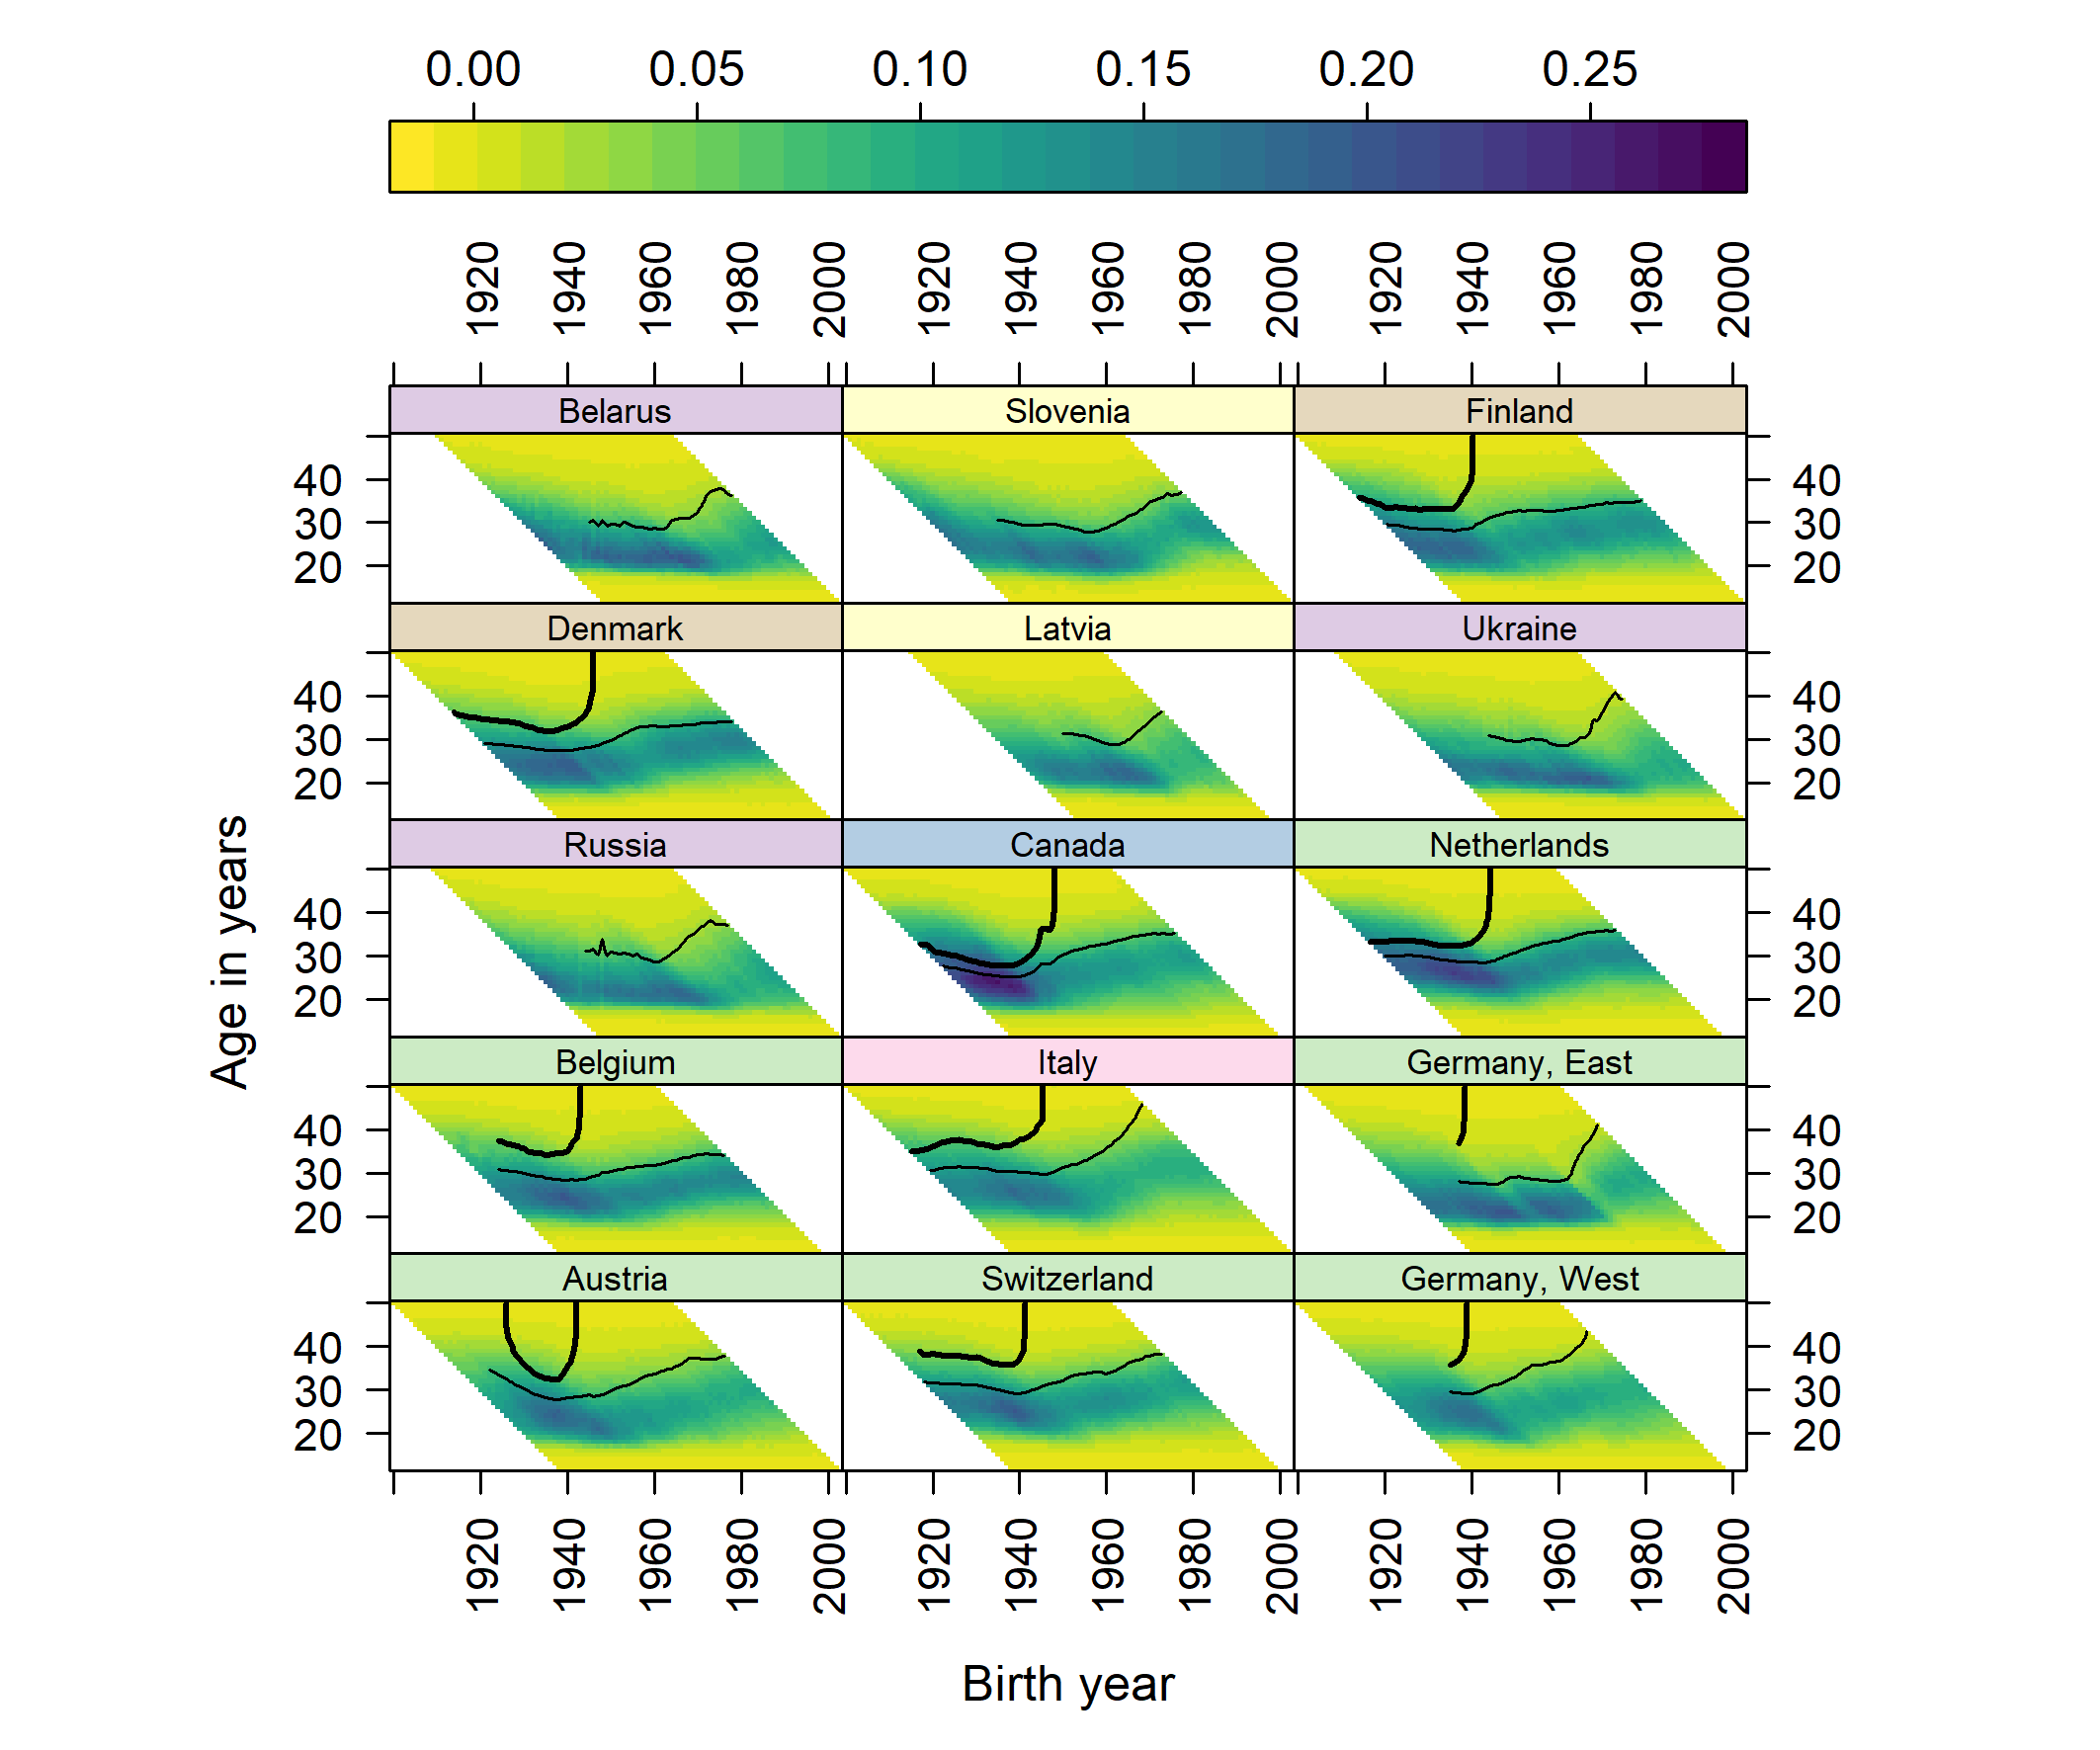 0.00 0.05 0.10 0.15 0.20 0.25
1920 1940 1960 1980 2000 1920 1940 1960 1980 2000 1920 1940 1960 1980 2000
Belarus Slovenia Finland
40 40
30 30
20 20
Denmark Latvia Ukraine
40 40
30 30
20 20
Russia Canada Netherlands
40 40
30 30
20 20
Belgium Italy Germany, East
40 40
30 30
20 20
Austria Switzerland Germany, West
40 40
30 30
20 20
Age in years
1920 1940 1960 1980 2000 1920 1940 1960 1980 2000 1920 1940 1960 1980 2000
Birth year